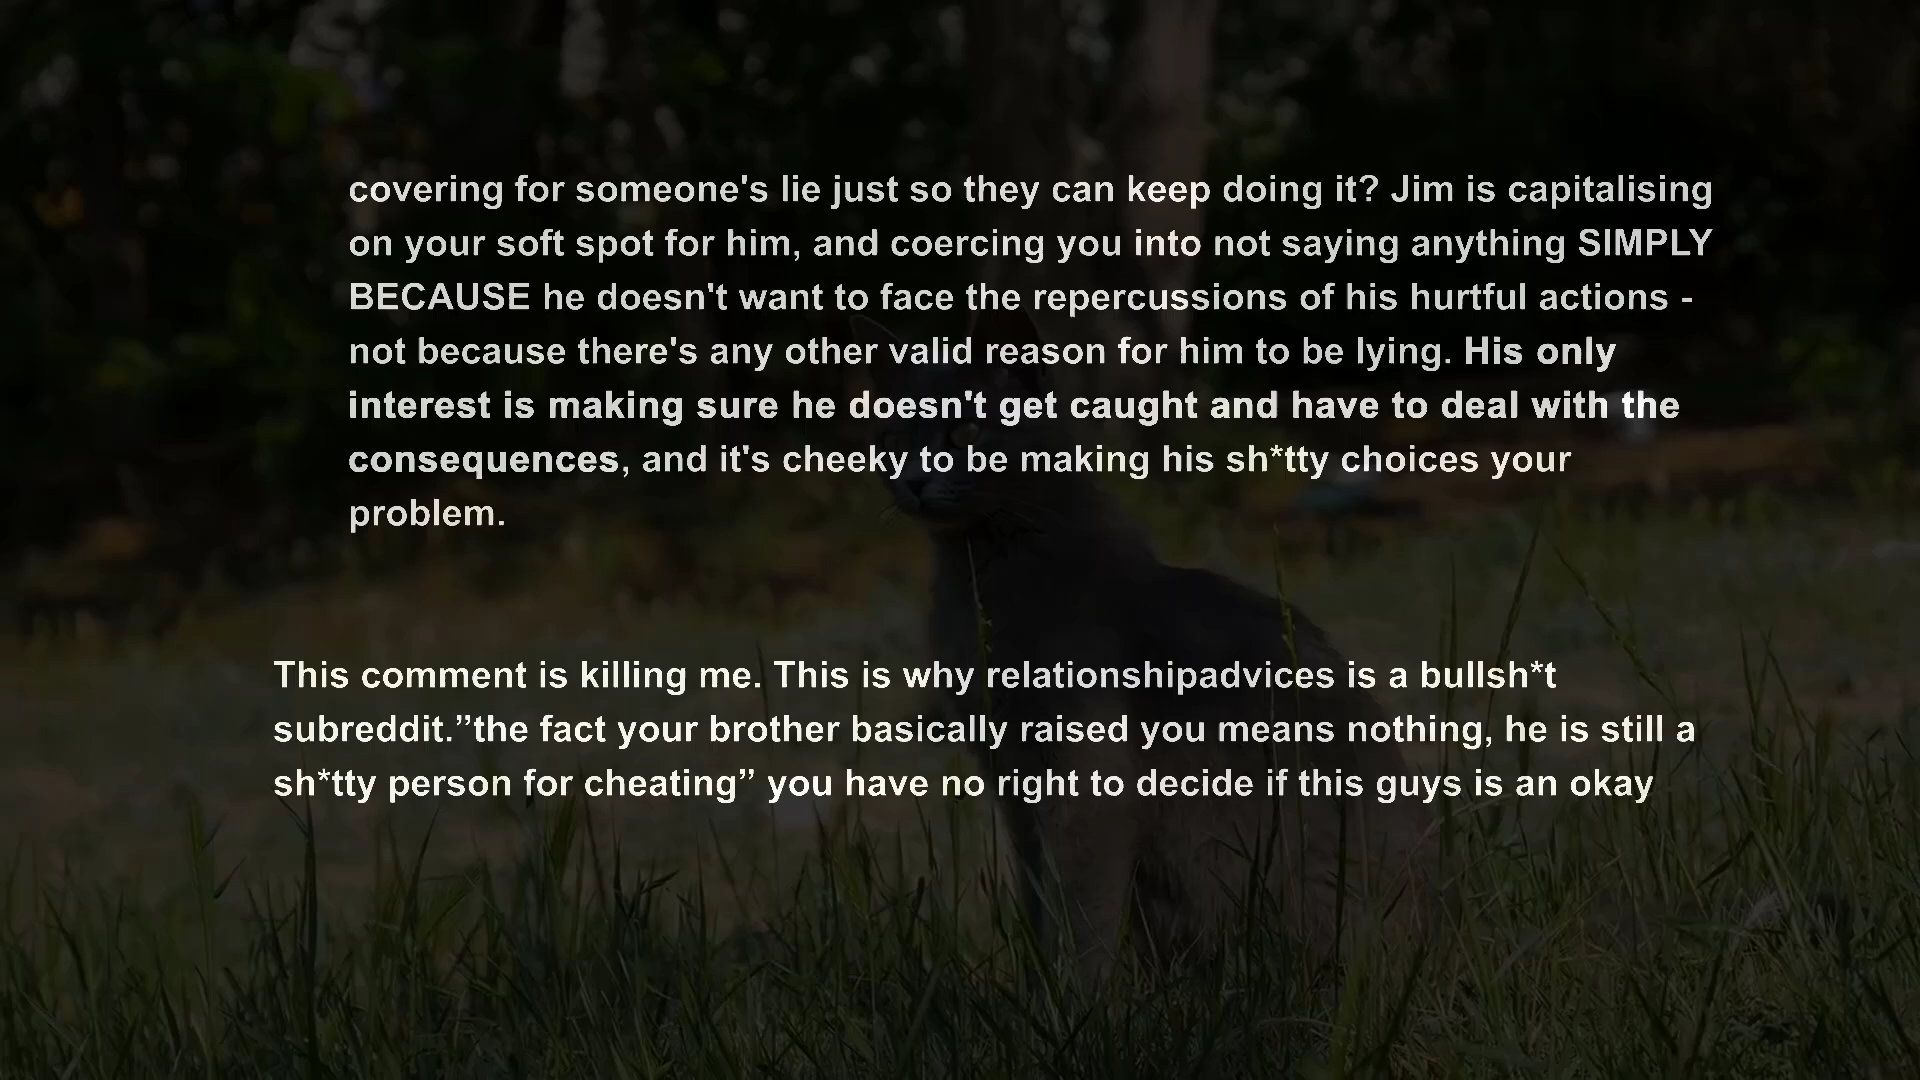 covering for someone's lie just so they can keep doing it? Jim is capitalising
on your soft spot for him, and coercing you into not saying anything SIMPLY
BECAUSE he doesn't want to face the repercussions of his hurtful actions -
not because there's any other valid reason for him to be lying. His only
interest is making sure he doesn't get caught and have to deal with the
consequences, and it's cheeky to be making his sh*tty choices your
problem.
This comment is killing me. This is why relationshipadvices is a bullsh*t
subreddit.”the fact your brother basically raised you means nothing, he is still a
sh*tty person for cheating” you have no right to decide if this guys is an okay